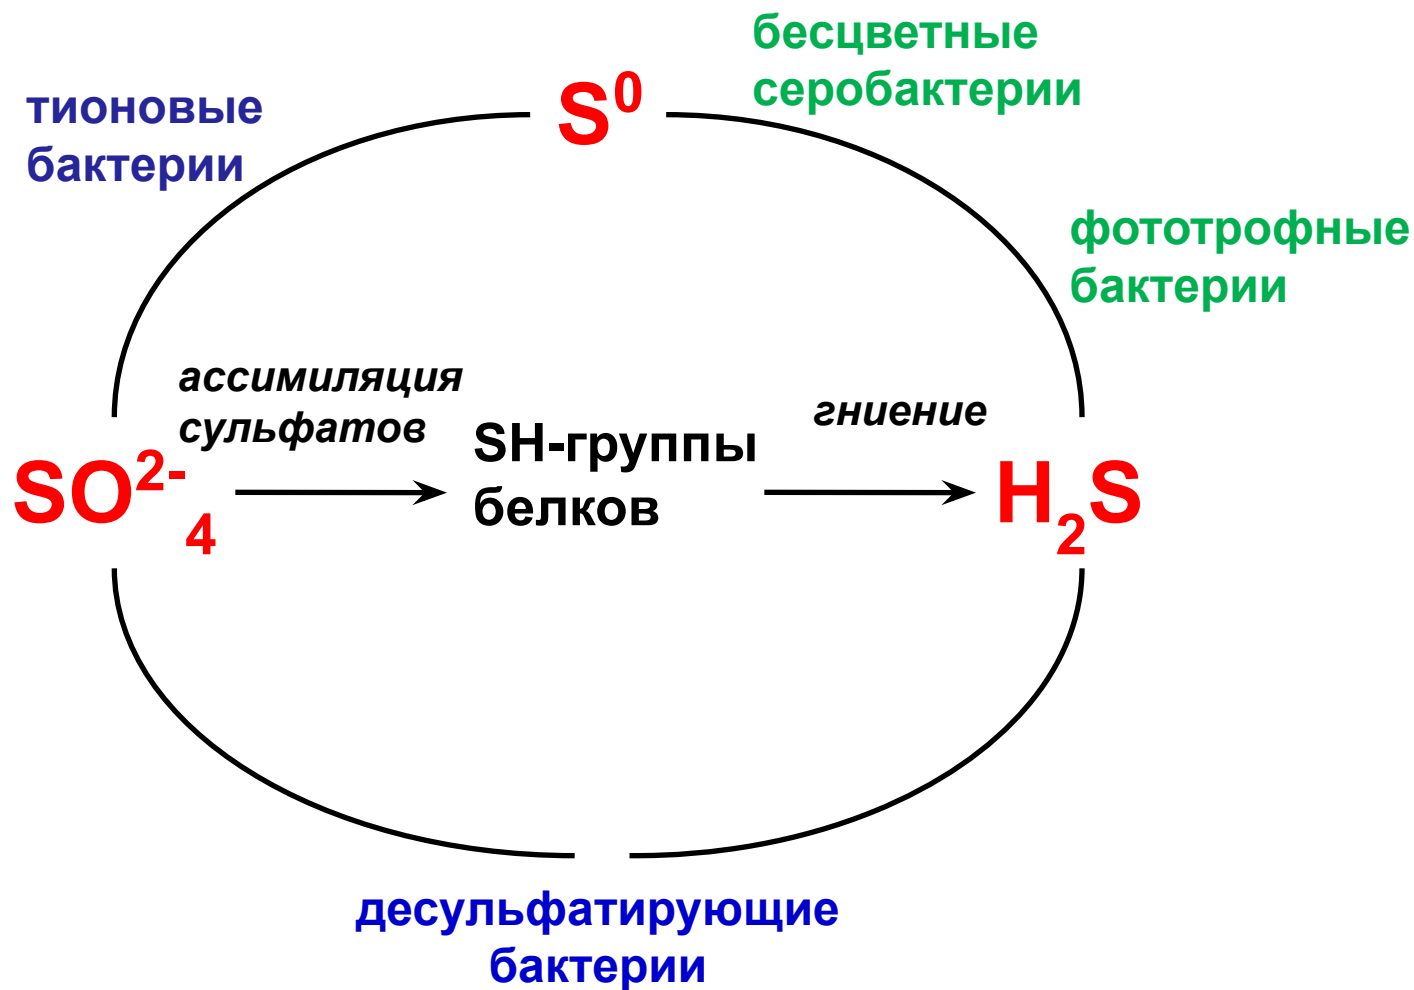 бесцветные
серобактерии
S⁰
тионовые
бактерии
фототрофные
бактерии
ассимиляция
сульфатов
SH-группы
белков
гниение
SO²⁻₄
H₂S
десульфатирующие
бактерии